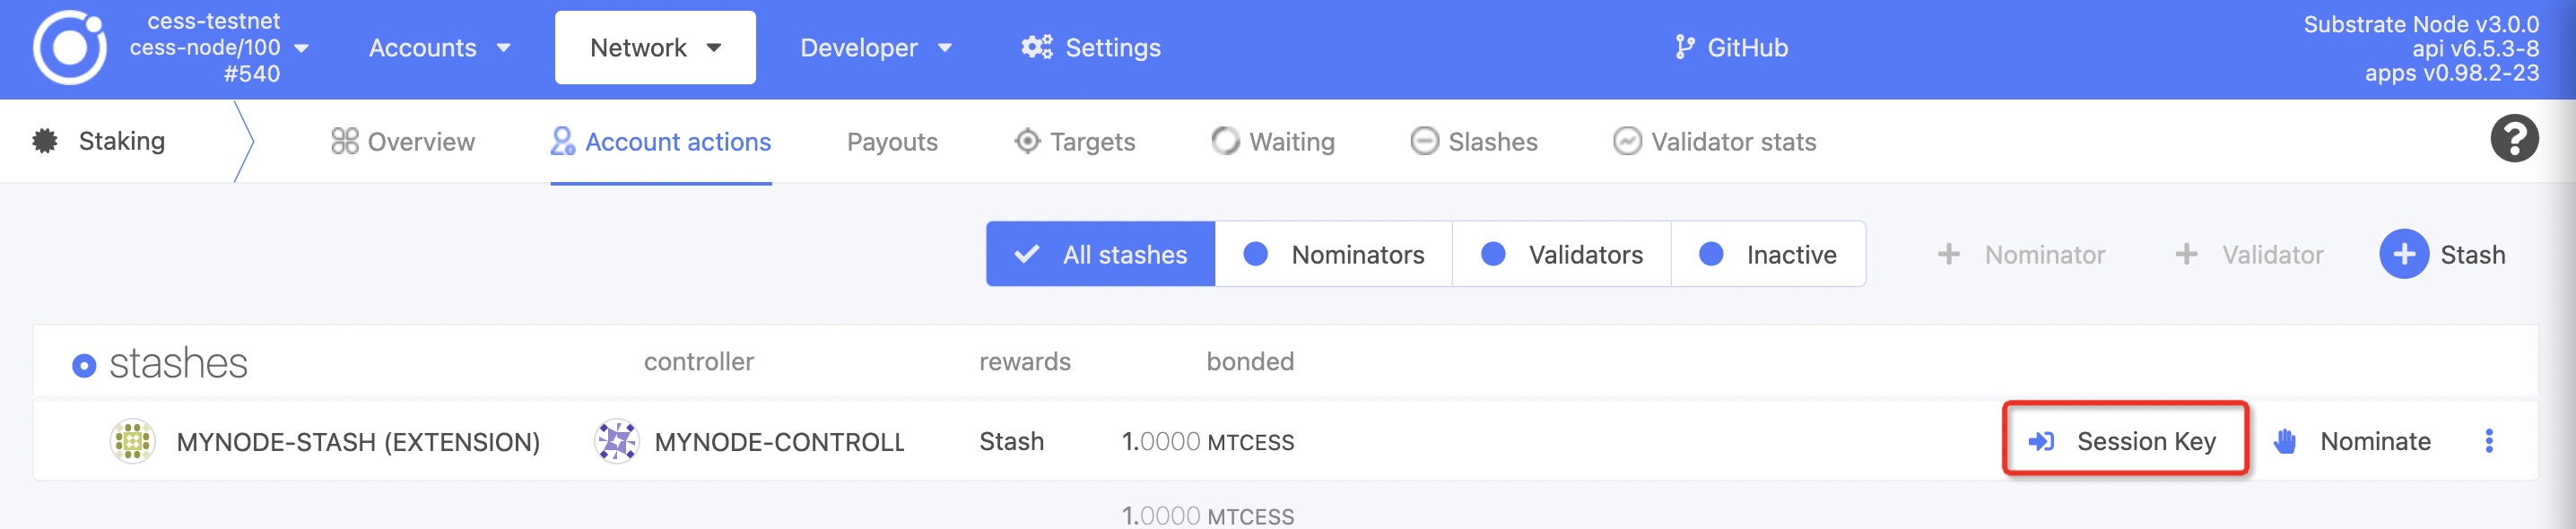 cess-testnet
cess-node/100
#540
Accounts
Network
Developer
Settings
GitHub
Substrate Node v3.0.0
api v6.5.3-8
apps v0.98.2-23
Staking
Overview
Account actions
Payouts
Targets
Waiting
Slashes
Validator stats
?
All stashes
Nominators
Validators
Inactive
+ Nominator
+ Validator
+ Stash
stashes
controller
rewards
bonded
MYNODE-STASH (EXTENSION)
MYNODE-CONTROLL
Stash
1.0000 MTCESS
Session Key
Nominate
1.0000 MTCESS